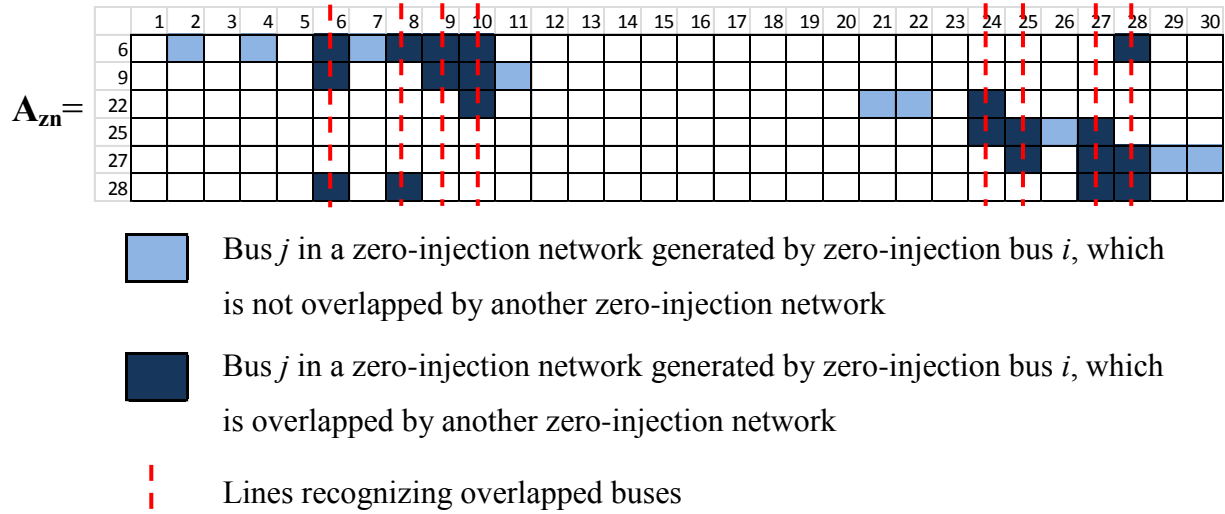 1 2 3 4 5 6 7 8 9 10 11 12 13 14 15 16 17 18 19 20 21 22 23 24 25 26 27 28 29 30
6
9
A_zn=
22
25
27
28
Bus j in a zero-injection network generated by zero-injection bus i, which
is not overlapped by another zero-injection network
Bus j in a zero-injection network generated by zero-injection bus i, which
is overlapped by another zero-injection network
Lines recognizing overlapped buses